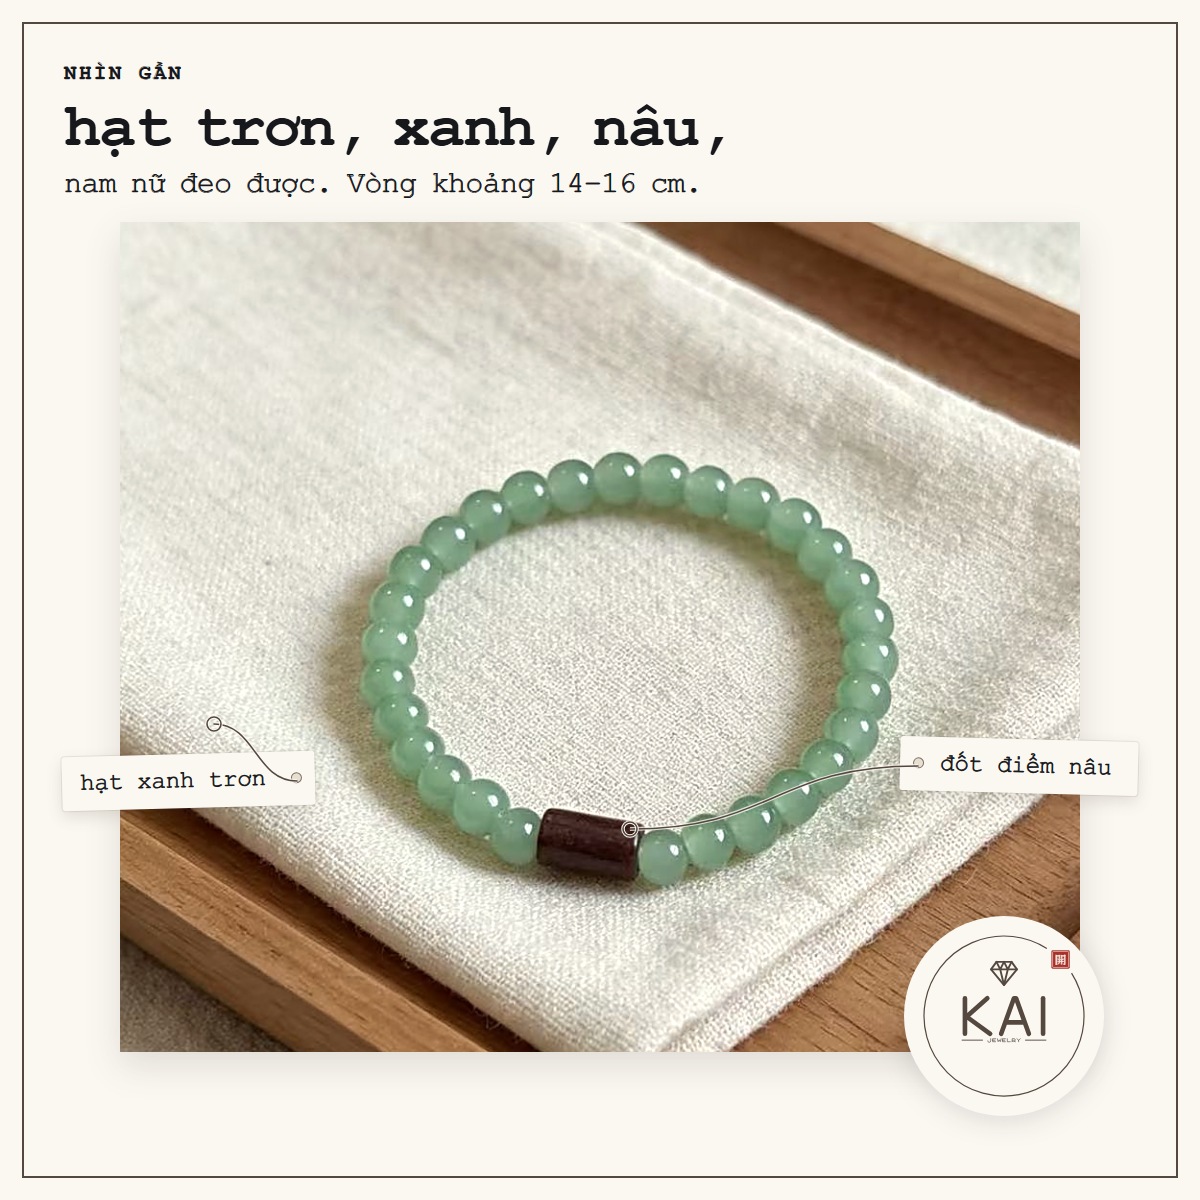 NHÌN GẦN
hạt trơn, xanh, nâu,
nam nữ đeo được. Vòng khoảng 14–16 cm.
hạt xanh trơn
đốt điểm nâu
開
KAI
JEWELRY